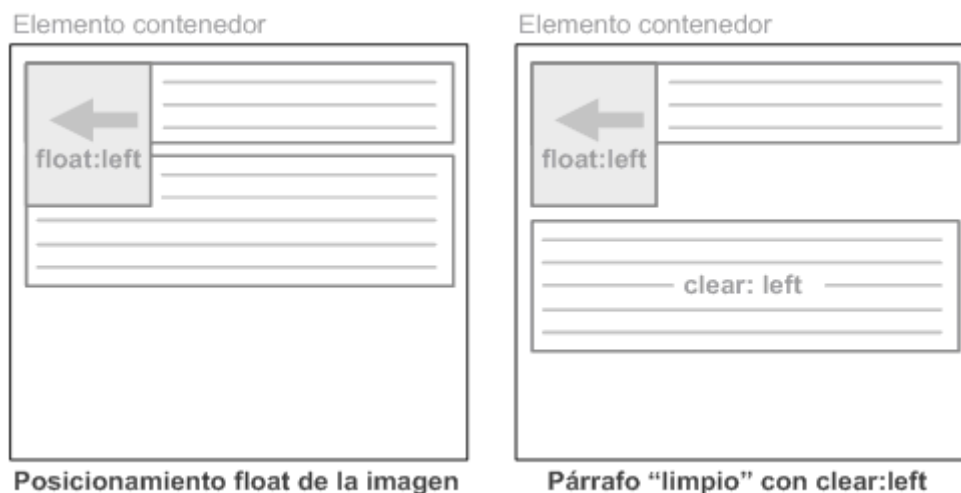 Elemento contenedor
float:left
Posicionamiento float de la imagen
Elemento contenedor
float:left
clear: left
Párrafo “limpio” con clear:left